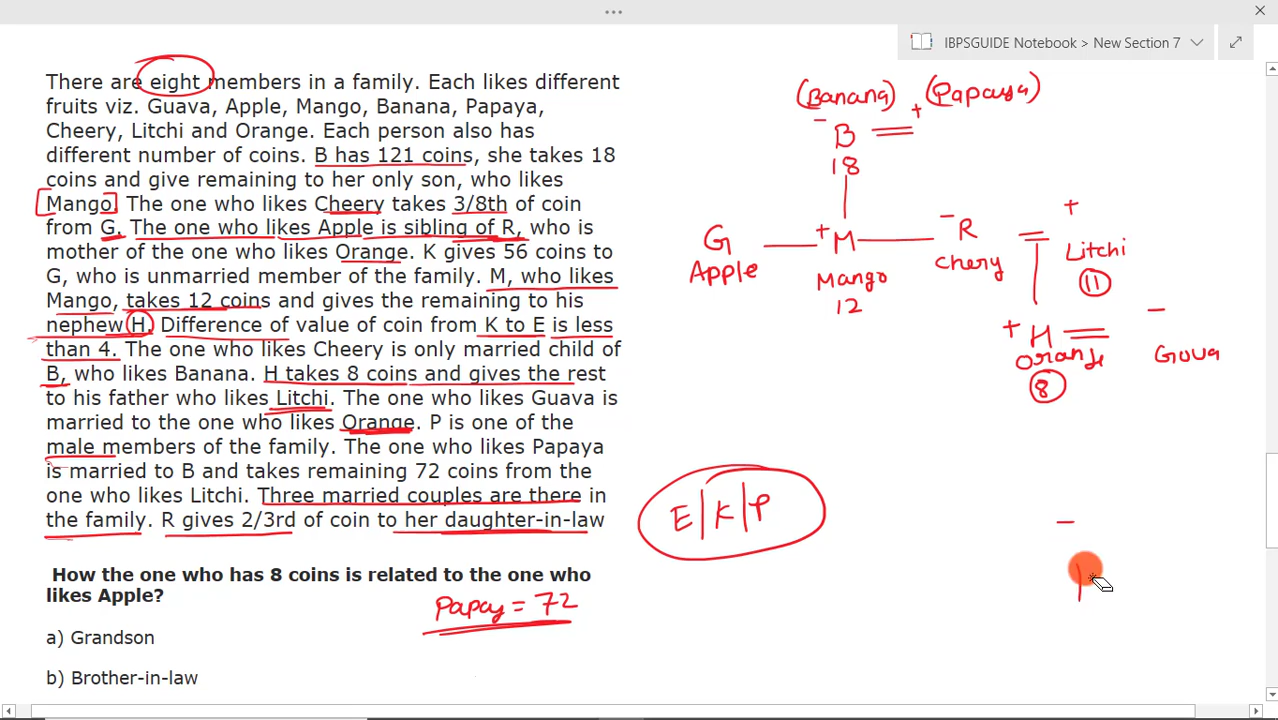 IBPSGUIDE Notebook > New Section 7
There are eight members in a family. Each likes different
fruits viz. Guava, Apple, Mango, Banana, Papaya,
Cheery, Litchi and Orange. Each person also has
different number of coins. B has 121 coins, she takes 18
coins and give remaining to her only son, who likes
Mango. The one who likes Cheery takes 3/8th of coin
from G. The one who likes Apple is sibling of R, who is
mother of the one who likes Orange. K gives 56 coins to
G, who is unmarried member of the family. M, who likes
Mango, takes 12 coins and gives the remaining to his
nephew H. Difference of value of coin from K to E is less
than 4. The one who likes Cheery is only married child of
B, who likes Banana. H takes 8 coins and gives the rest
to his father who likes Litchi. The one who likes Guava is
married to the one who likes Orange. P is one of the
male members of the family. The one who likes Papaya
is married to B and takes remaining 72 coins from the
one who likes Litchi. Three married couples are there in
the family. R gives 2/3rd of coin to her daughter-in-law
How the one who has 8 coins is related to the one who
likes Apple?
Papay = 72
a) Grandson
b) Brother-in-law
(Banana) (Papaya)
- B = +
18
G + M - R = +
Apple Mango Chery Litchi
12 11
+ H = -
Orange Gova
8
E | K | P
-